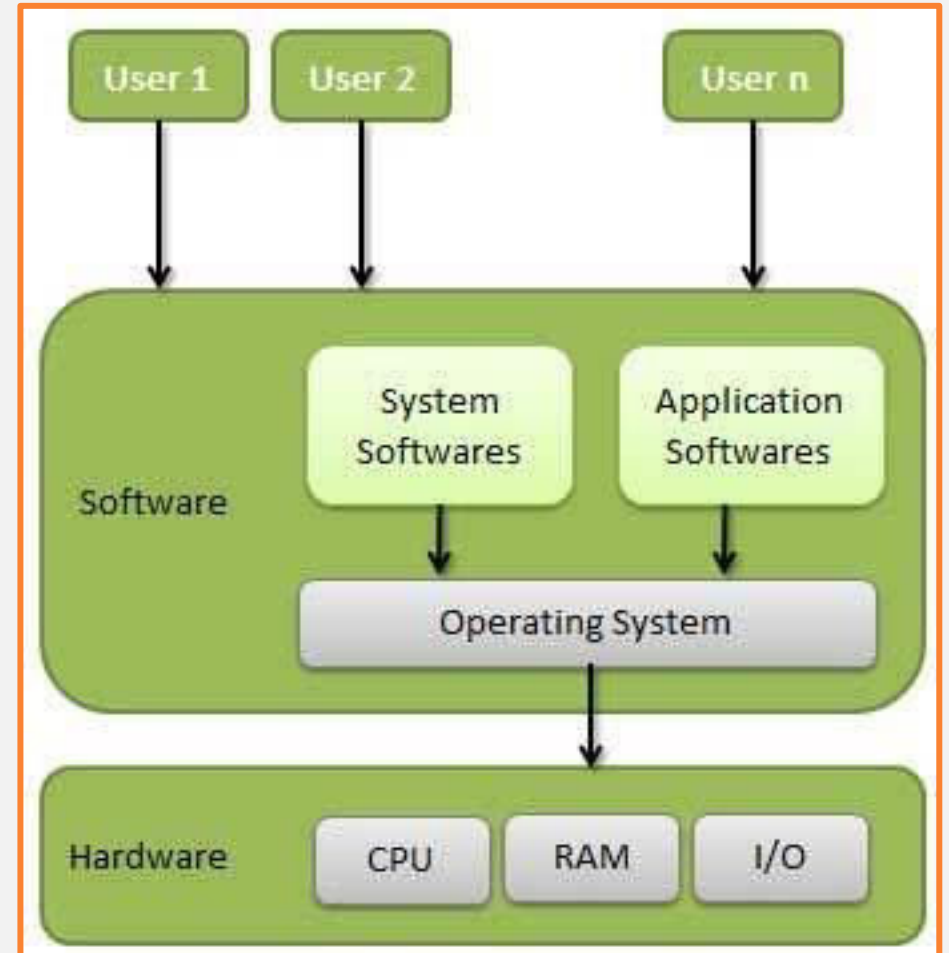 User 1
User 2
User n
System
Softwares
Application
Softwares
Software
Operating System
Hardware
CPU
RAM
I/O